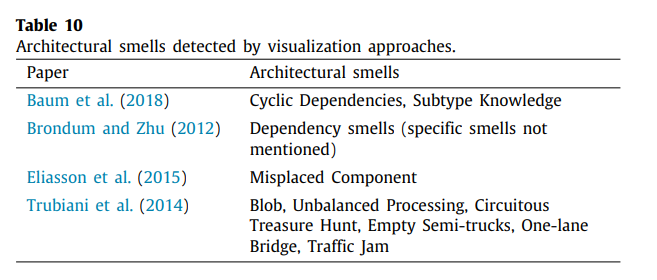 Table 10
Architectural smells detected by visualization approaches.
Paper Architectural smells
Baum et al. (2018) Cyclic Dependencies, Subtype Knowledge
Brondum and Zhu (2012) Dependency smells (specific smells not
mentioned)
Eliasson et al. (2015) Misplaced Component
Trubiani et al. (2014) Blob, Unbalanced Processing, Circuitous
Treasure Hunt, Empty Semi-trucks, One-lane
Bridge, Traffic Jam